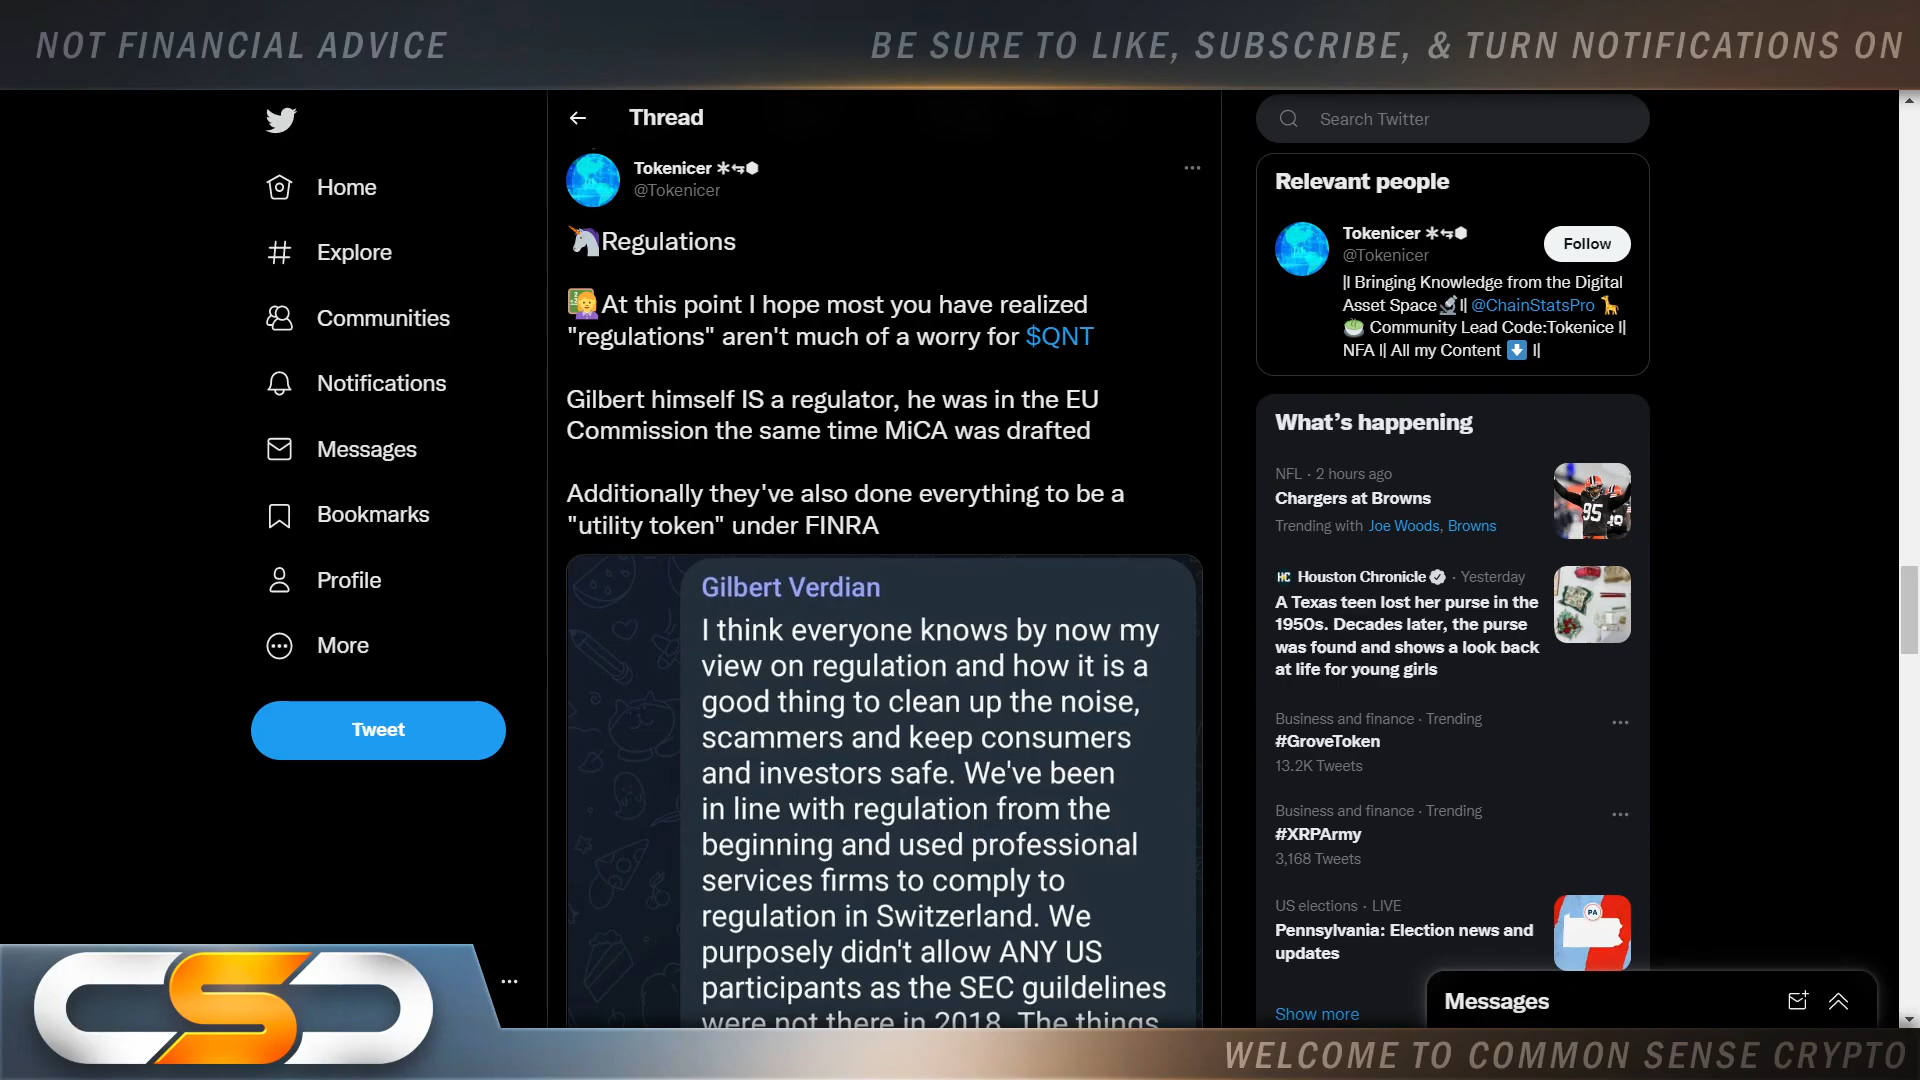 NOT FINANCIAL ADVICE
BE SURE TO LIKE, SUBSCRIBE, & TURN NOTIFICATIONS ON
Home
Explore
Communities
Notifications
Messages
Bookmarks
Profile
More
Tweet
Thread
Tokenicer
@Tokenicer
Regulations
At this point I hope most you have realized
"regulations" aren't much of a worry for $QNT
Gilbert himself IS a regulator, he was in the EU
Commission the same time MiCA was drafted
Additionally they've also done everything to be a
"utility token" under FINRA
Gilbert Verdian
I think everyone knows by now my
view on regulation and how it is a
good thing to clean up the noise,
scammers and keep consumers
and investors safe. We've been
in line with regulation from the
beginning and used professional
services firms to comply to
regulation in Switzerland. We
purposely didn't allow ANY US
participants as the SEC guildelines
were not there in 2018. The things
Search Twitter
Relevant people
Tokenicer
@Tokenicer
Follow
|| Bringing Knowledge from the Digital
Asset Space || @ChainStatsPro
Community Lead Code:Tokenice ||
NFA || All my Content ||
What's happening
NFL · 2 hours ago
Chargers at Browns
Trending with Joe Woods, Browns
95
HC Houston Chronicle · Yesterday
A Texas teen lost her purse in the
1950s. Decades later, the purse
was found and shows a look back
at life for young girls
Business and finance · Trending
#GroveToken
13.2K Tweets
Business and finance · Trending
#XRPArmy
3,168 Tweets
US elections · LIVE
Pennsylvania: Election news and
updates
PA
Show more
Messages
CSC
WELCOME TO COMMON SENSE CRYPTO